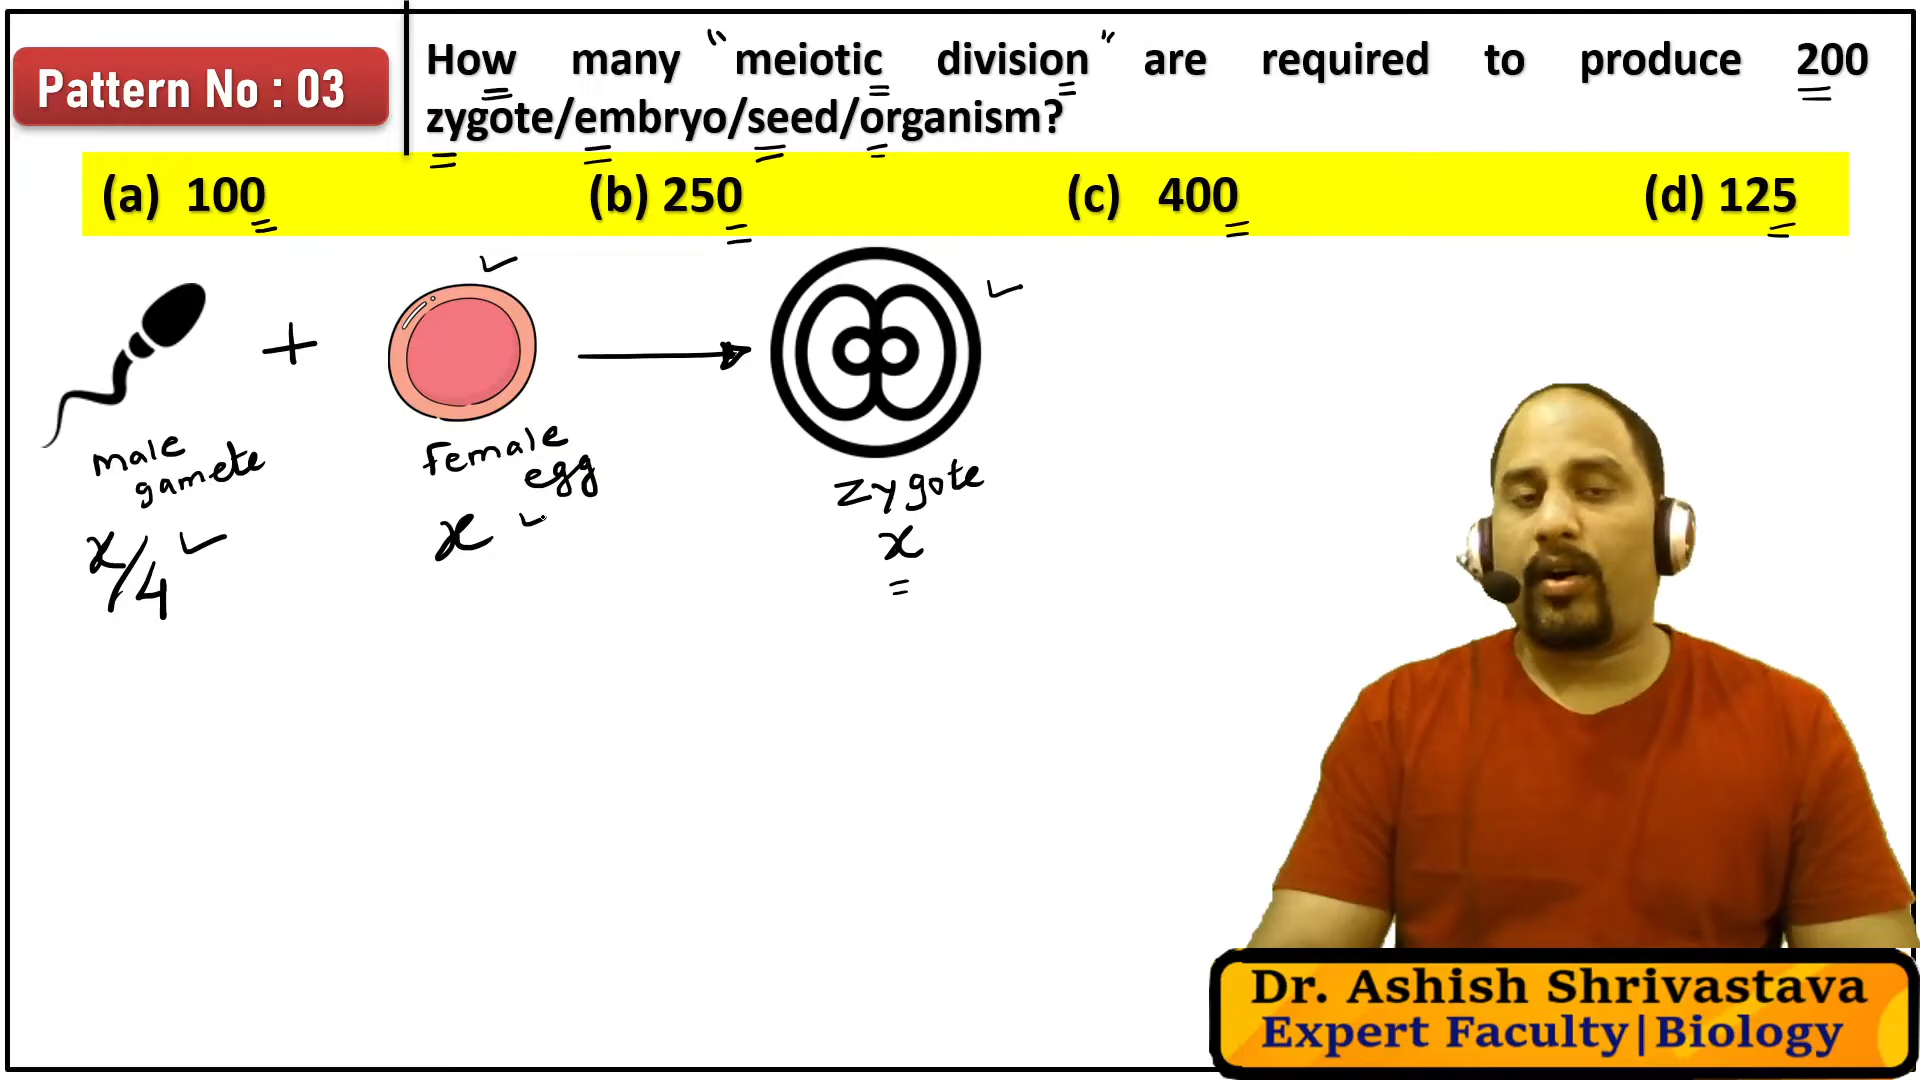 Pattern No : 03
How many "meiotic division" are required to produce 200
zygote/embryo/seed/organism?
(a) 100 (b) 250 (c) 400 (d) 125
+
male
gamete
female
egg
zygote
x/4
x
x
Dr. Ashish Shrivastava
Expert Faculty|Biology